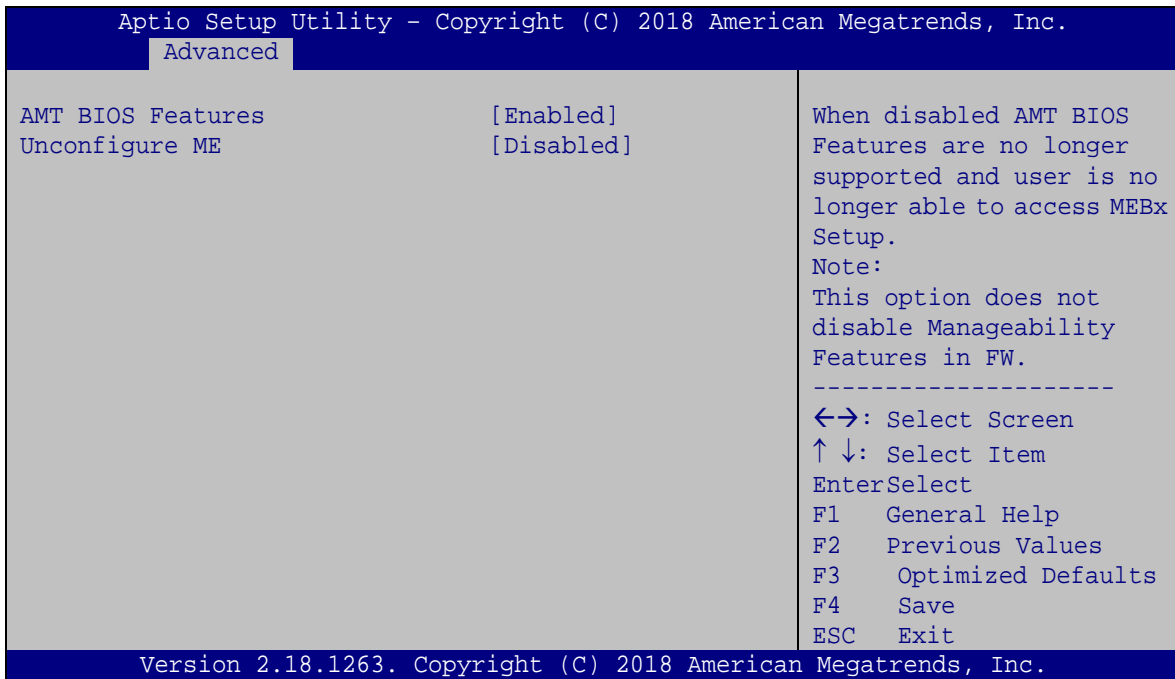 Aptio Setup Utility – Copyright (C) 2018 American Megatrends, Inc.
Advanced
AMT BIOS Features [Enabled]
Unconfigure ME [Disabled]
When disabled AMT BIOS
Features are no longer
supported and user is no
longer able to access MEBx
Setup.
Note:
This option does not
disable Manageability
Features in FW.
---------------------
←→: Select Screen
↑ ↓: Select Item
EnterSelect
F1 General Help
F2 Previous Values
F3 Optimized Defaults
F4 Save
ESC Exit
Version 2.18.1263. Copyright (C) 2018 American Megatrends, Inc.